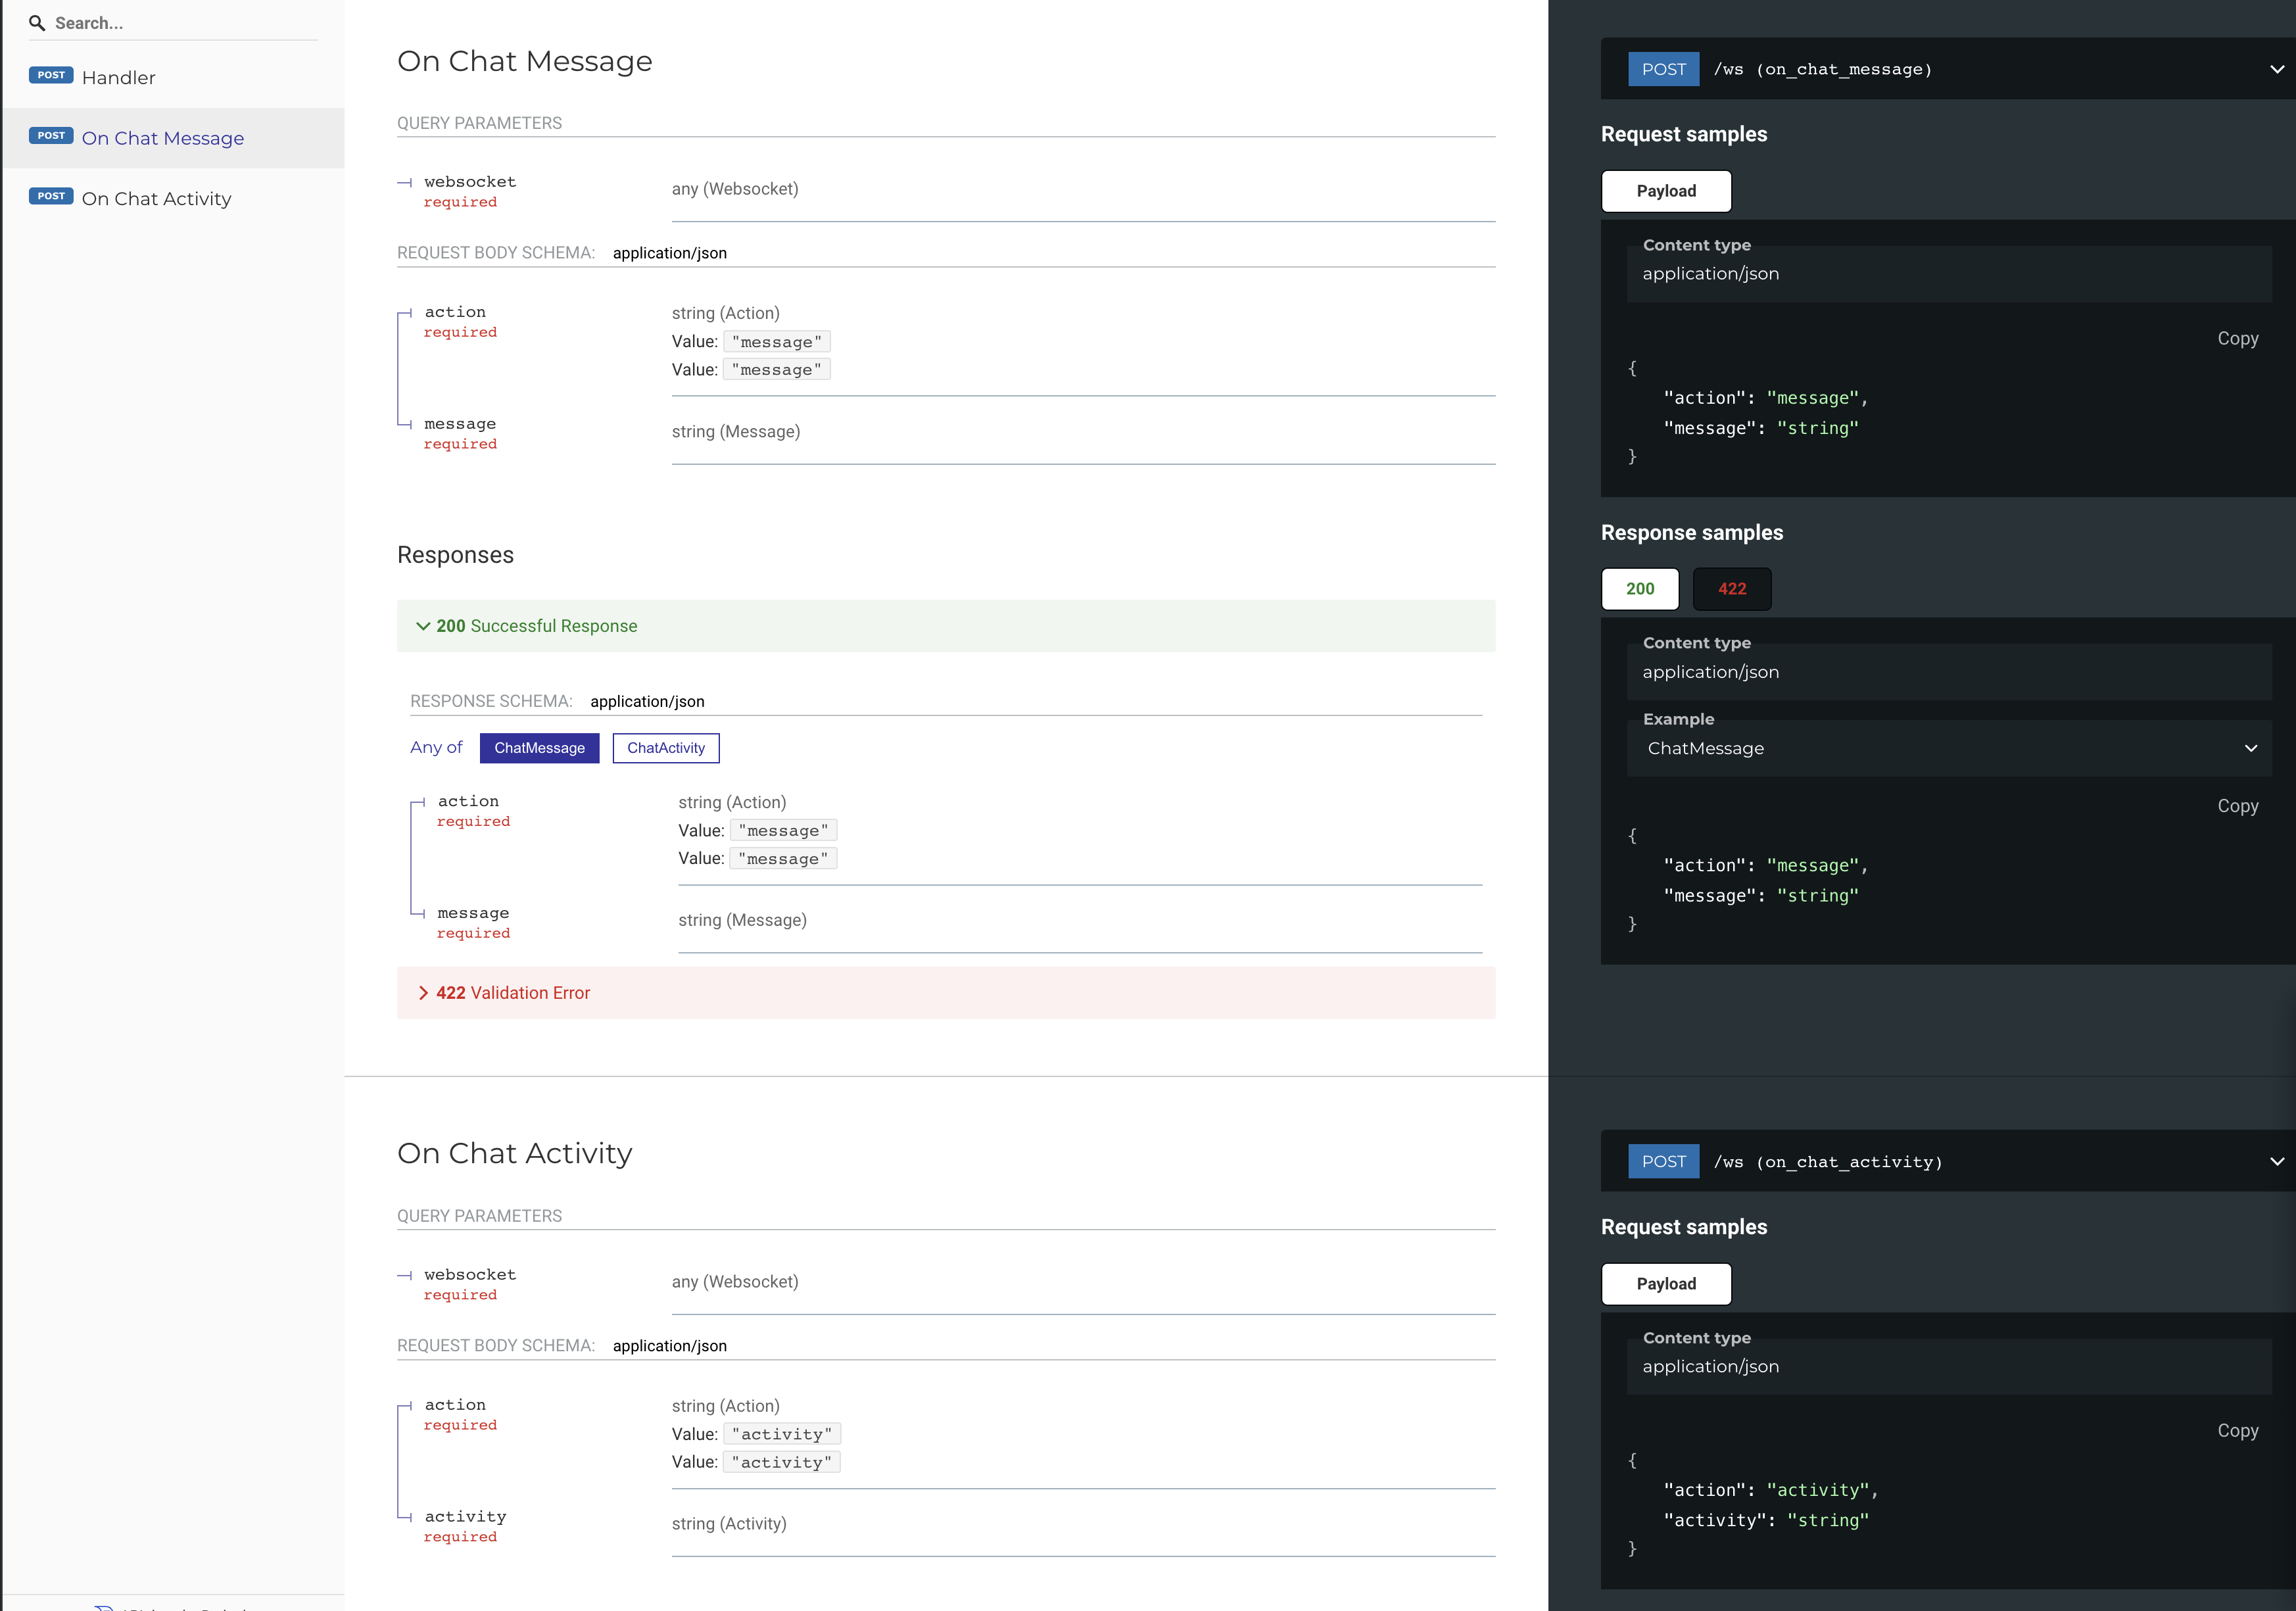 Search...
POST Handler
POST On Chat Message
POST On Chat Activity
On Chat Message
QUERY PARAMETERS
websocket
required
any (Websocket)
REQUEST BODY SCHEMA: application/json
action
required
string (Action)
Value: "message"
Value: "message"
message
required
string (Message)
Responses
200 Successful Response
RESPONSE SCHEMA: application/json
Any of ChatMessage ChatActivity
action
required
string (Action)
Value: "message"
Value: "message"
message
required
string (Message)
422 Validation Error
POST /ws (on_chat_message)
Request samples
Payload
Content type
application/json
Copy
{
"action": "message",
"message": "string"
}
Response samples
200 422
Content type
application/json
Example
ChatMessage
Copy
{
"action": "message",
"message": "string"
}
On Chat Activity
QUERY PARAMETERS
websocket
required
any (Websocket)
REQUEST BODY SCHEMA: application/json
action
required
string (Action)
Value: "activity"
Value: "activity"
activity
required
string (Activity)
POST /ws (on_chat_activity)
Request samples
Payload
Content type
application/json
Copy
{
"action": "activity",
"activity": "string"
}